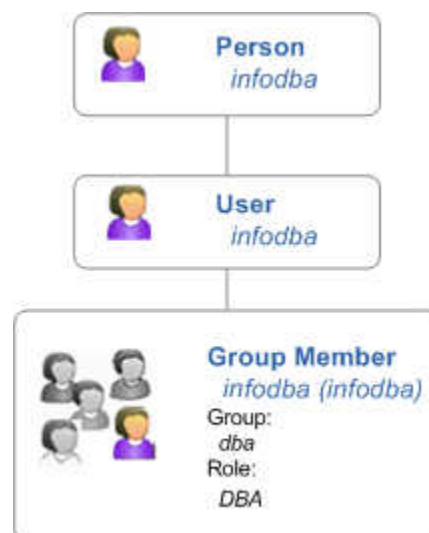 Person
infodba
User
infodba
Group Member
infodba (infodba)
Group:
dba
Role:
DBA